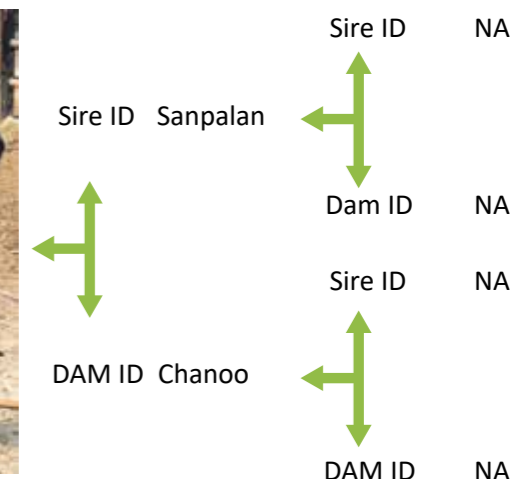 Sire ID NA
Sire ID Sanpalan
Dam ID NA
Sire ID NA
DAM ID Chanoo
DAM ID NA